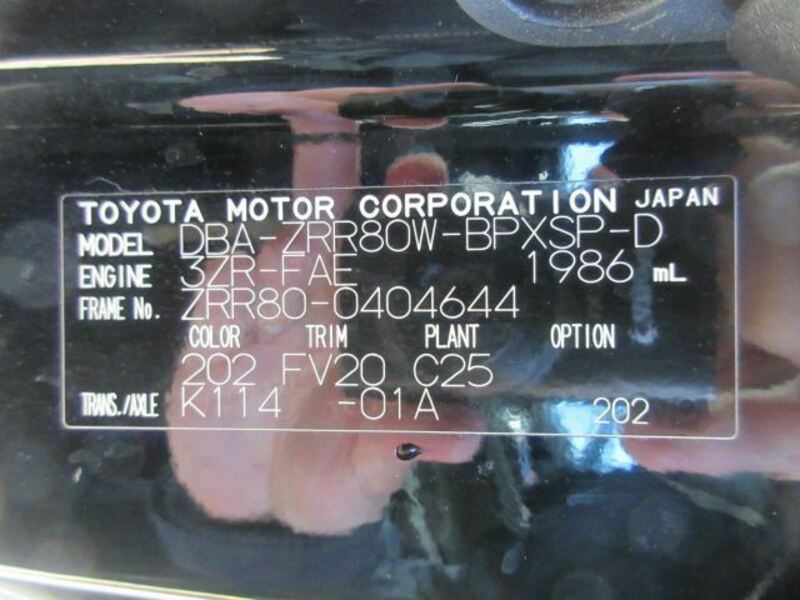 TOYOTA MOTOR CORPORATION JAPAN
MODEL DBA-ZRR80W-BPXSP-D
ENGINE 3ZR-FAE 1986 mL
FRAME No. ZRR80-0404644
COLOR TRIM PLANT OPTION
202 FV20 C25
TRANS./AXLE K114 -01A 202